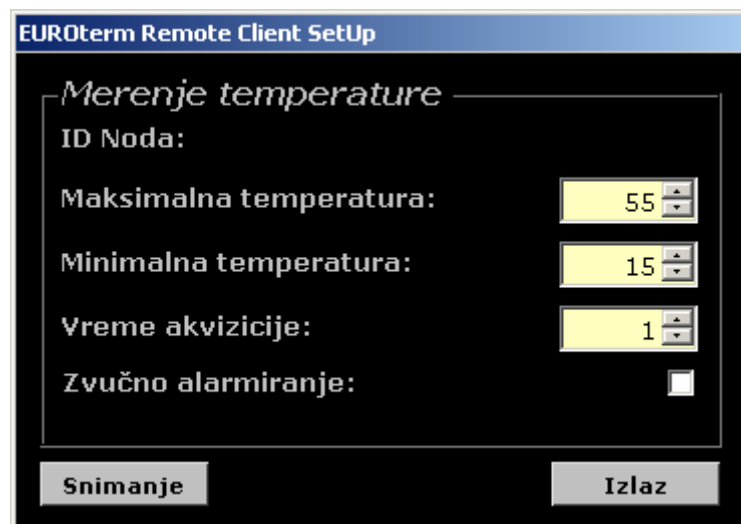 EUROterm Remote Client SetUp
Merenje temperature
ID Noda:
Maksimalna temperatura: 55
Minimalna temperatura: 15
Vreme akvizicije: 1
Zvučno alarmiranje:
Snimanje Izlaz